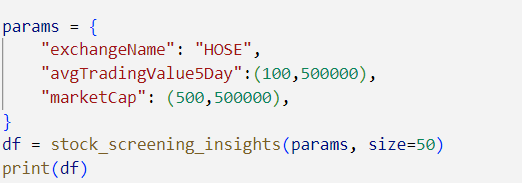 params = {
    "exchangeName": "HOSE",
    "avgTradingValue5Day":(100,500000),
    "marketCap": (500,500000),
}
df = stock_screening_insights(params, size=50)
print(df)